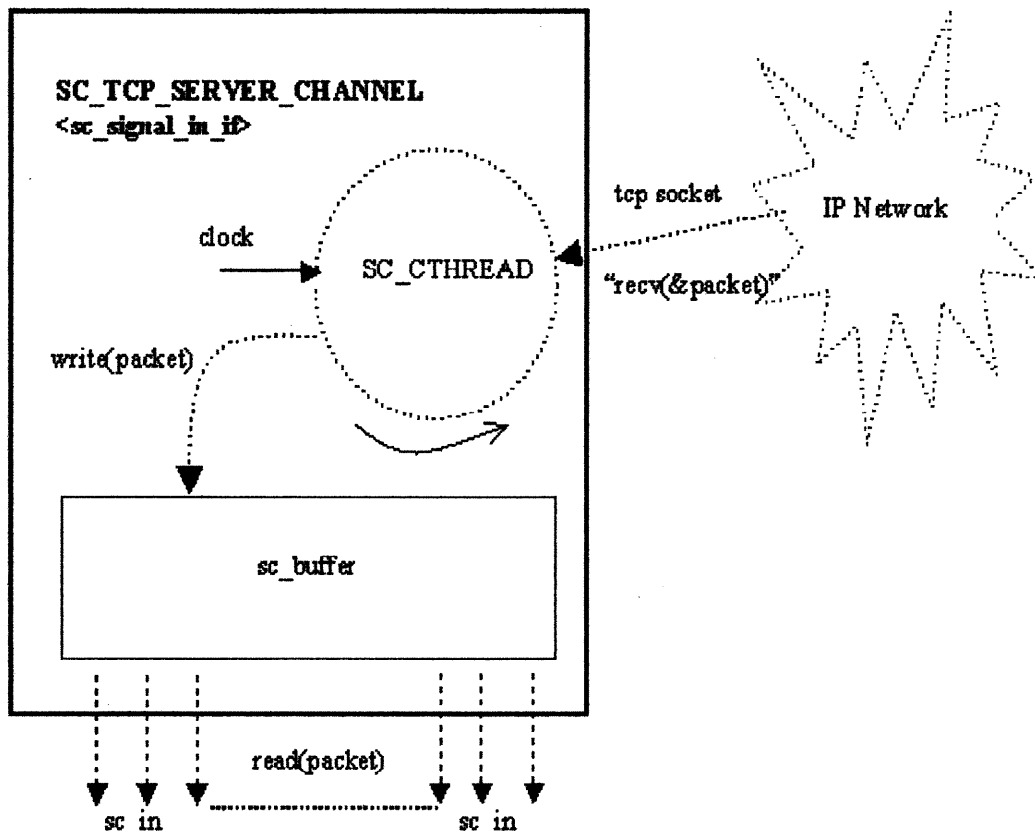 SC_TCP_SERVER_CHANNEL
<sc_signal_in_if>
tcp socket
IP Network
clock
SC_CTHREAD
“recv(&packet)”
write(packet)
sc_buffer
read(packet)
sc_in
sc_in